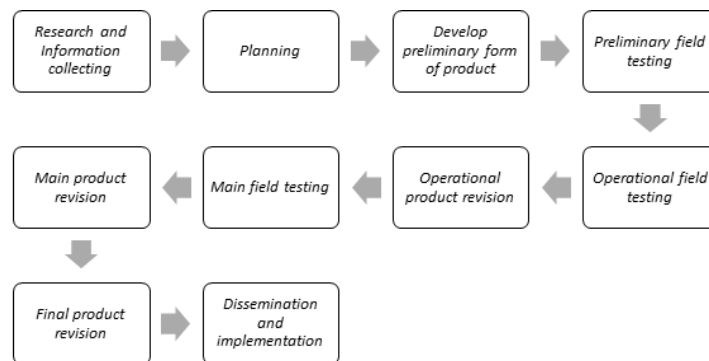 Research and
Information
collecting
Planning
Develop
preliminary form
of product
Preliminary field
testing
Operational field
testing
Operational
product revision
Main field testing
Main product
revision
Final product
revision
Dissemination
and
implementation